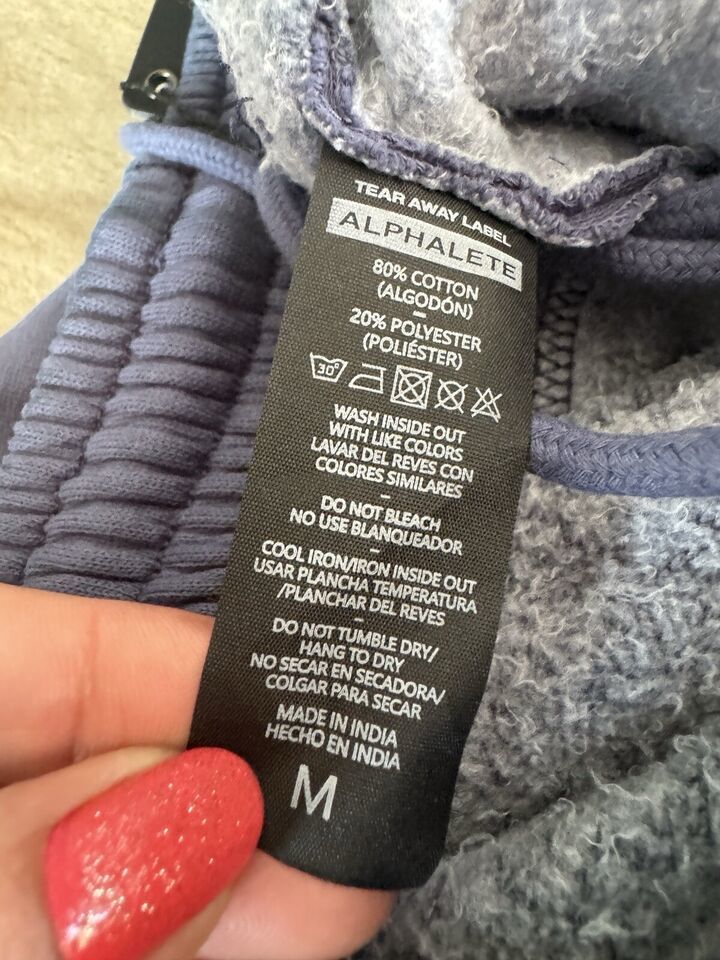 TEAR AWAY LABEL
ALPHALETE
80% COTTON
(ALGODÓN)
-
20% POLYESTER
(POLIÉSTER)
30°
WASH INSIDE OUT
WITH LIKE COLORS
LAVAR DEL REVES CON
COLORES SIMILARES
-
DO NOT BLEACH
NO USE BLANQUEADOR
-
COOL IRON/IRON INSIDE OUT
USAR PLANCHA TEMPERATURA
/PLANCHAR DEL REVES
-
DO NOT TUMBLE DRY/
HANG TO DRY
NO SECAR EN SECADORA/
COLGAR PARA SECAR
-
MADE IN INDIA
HECHO EN INDIA
M